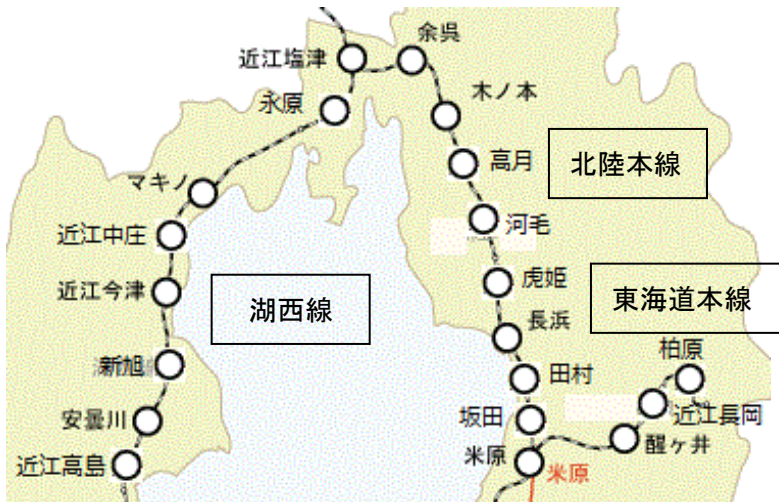 余呉
近江塩津
木ノ本
永原
北陸本線
高月
マキノ
河毛
近江中庄
虎姫
近江今津
湖西線
東海道本線
長浜
柏原
新旭
田村
安曇川
坂田
近江長岡
醒ヶ井
米原
近江高島
米原